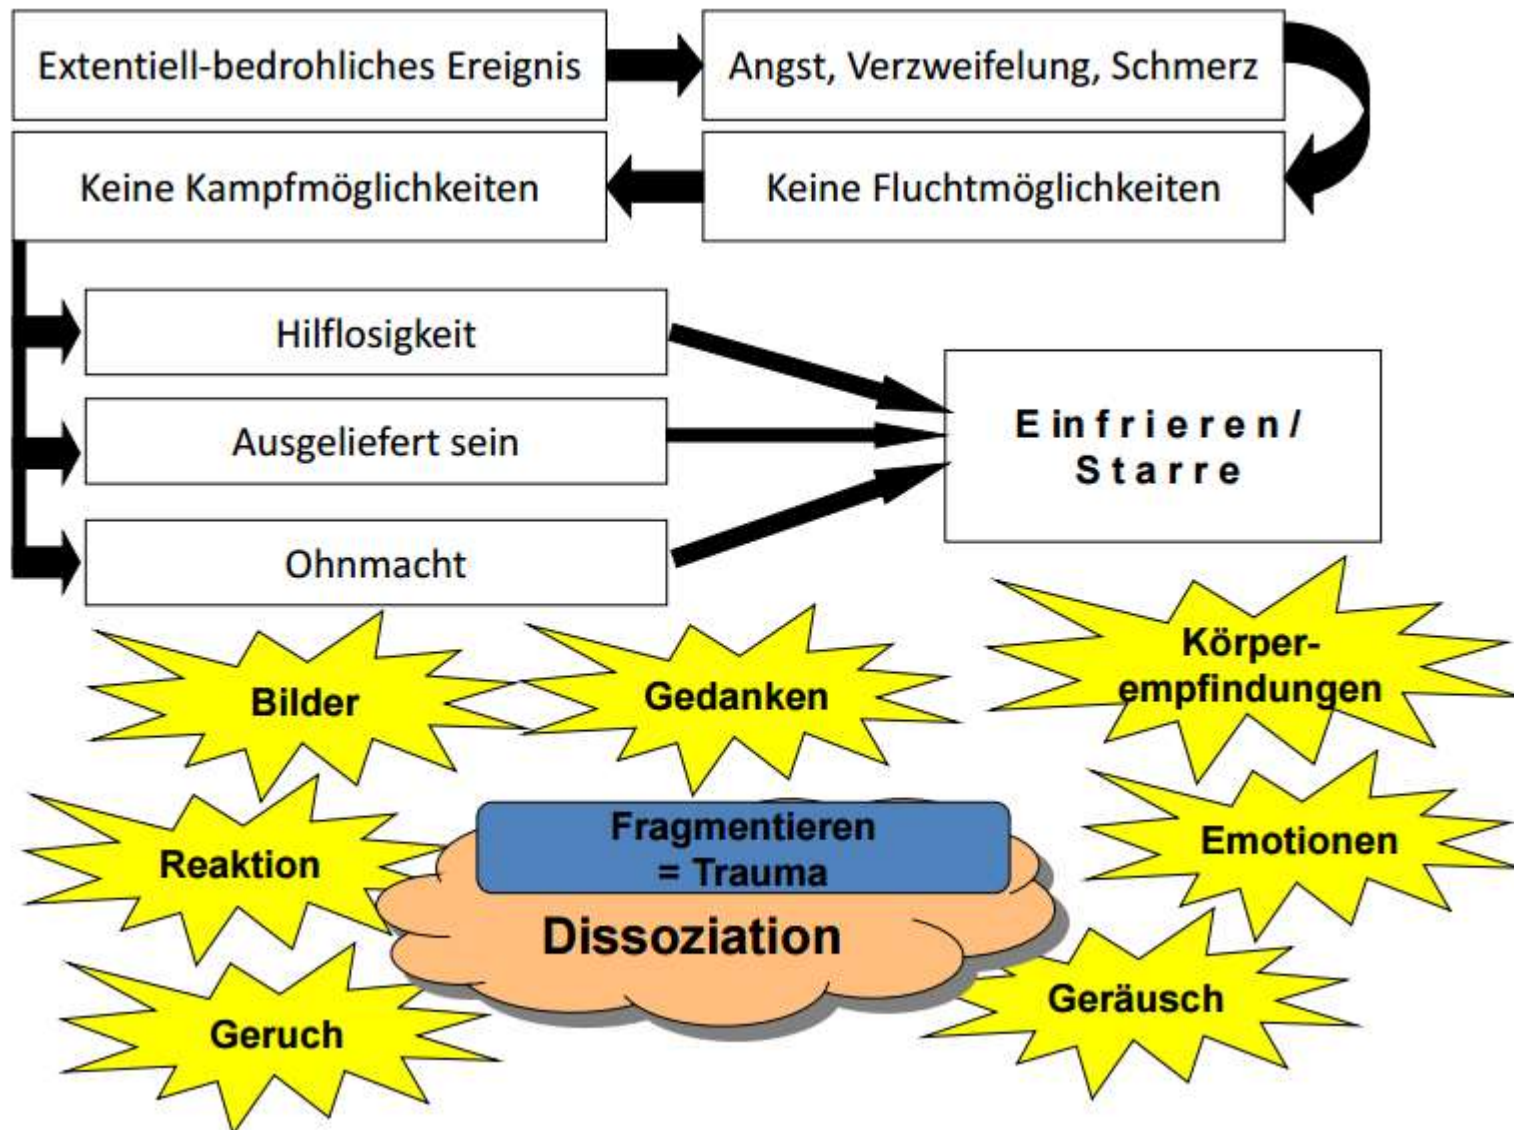 Extentiell-bedrohliches Ereignis
Angst, Verzweifelung, Schmerz
Keine Kampfmöglichkeiten
Keine Fluchtmöglichkeiten
Hilflosigkeit
Ausgeliefert sein
Ohnmacht
Einfrieren/
Starre
Bilder
Gedanken
Körper-
empfindungen
Reaktion
Fragmentieren
= Trauma
Emotionen
Dissoziation
Geruch
Geräusch